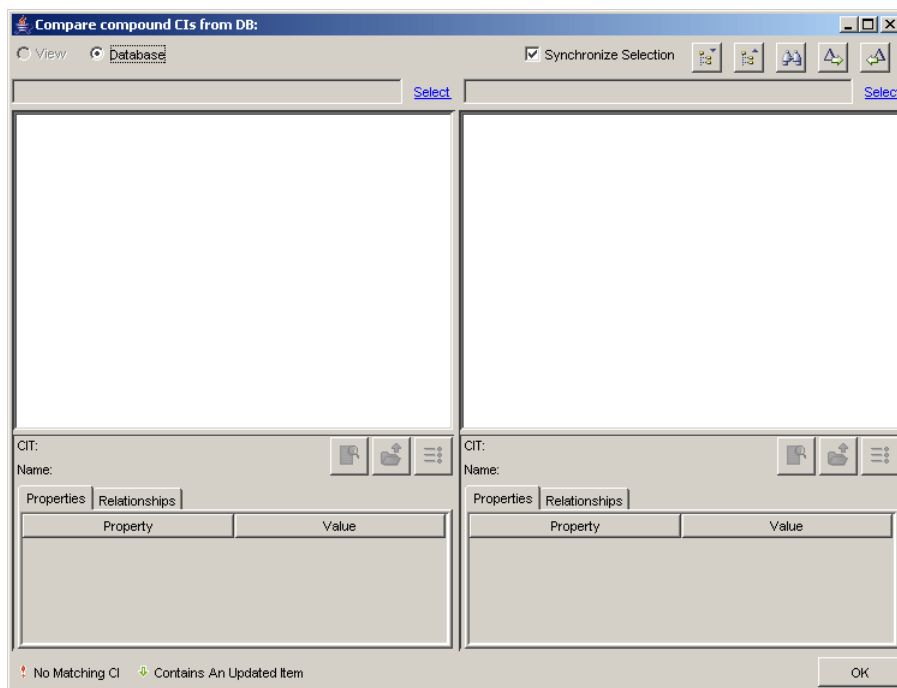 Compare compound CIs from DB:
View Database Synchronize Selection
Select Select
CIT: CIT:
Name: Name:
Properties Relationships Properties Relationships
Property Value Property Value
No Matching CI Contains An Updated Item OK